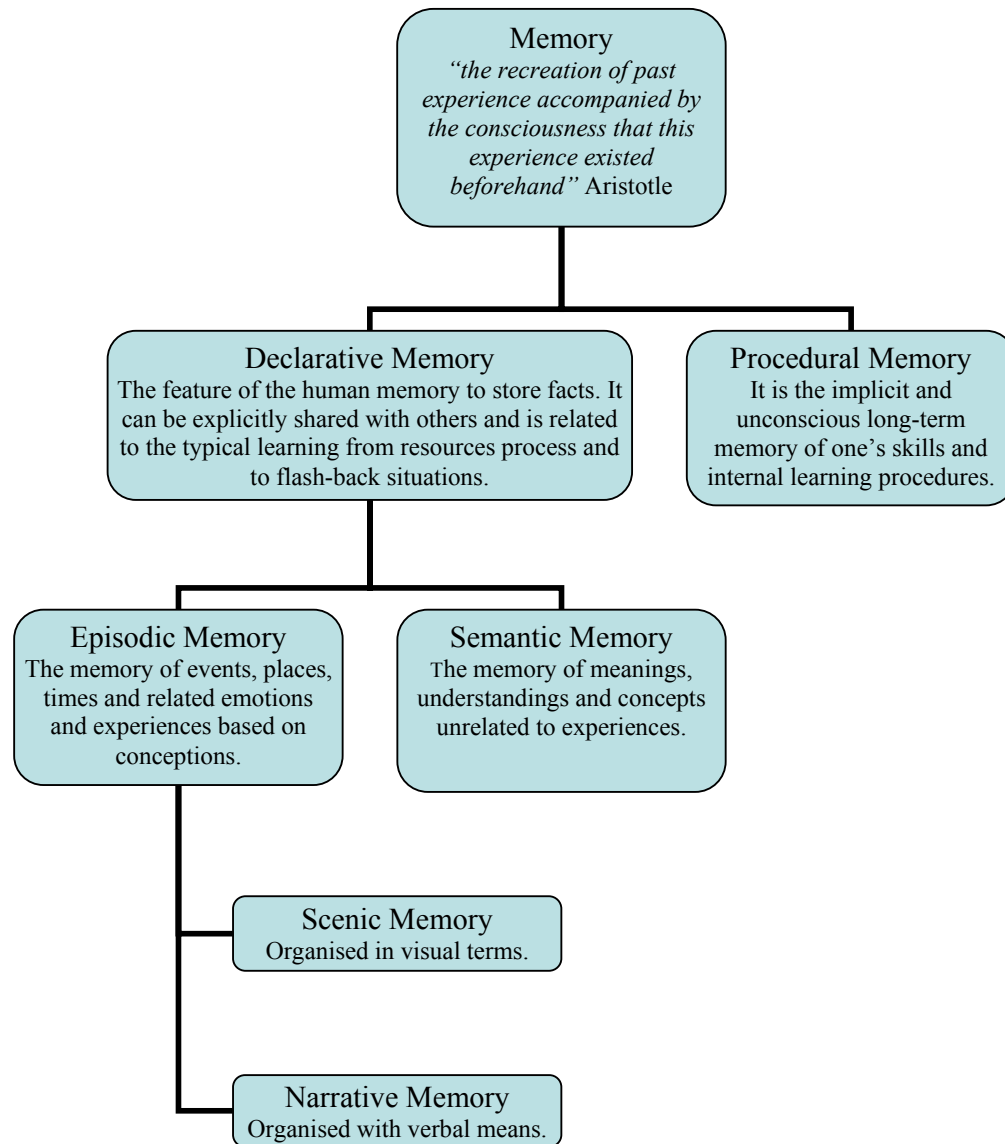 Memory
“the recreation of past
experience accompanied by
the consciousness that this
experience existed
beforehand” Aristotle
Declarative Memory
The feature of the human memory to store facts. It
can be explicitly shared with others and is related
to the typical learning from resources process and
to flash-back situations.
Procedural Memory
It is the implicit and
unconscious long-term
memory of one’s skills and
internal learning procedures.
Episodic Memory
The memory of events, places,
times and related emotions
and experiences based on
conceptions.
Semantic Memory
The memory of meanings,
understandings and concepts
unrelated to experiences.
Scenic Memory
Organised in visual terms.
Narrative Memory
Organised with verbal means.